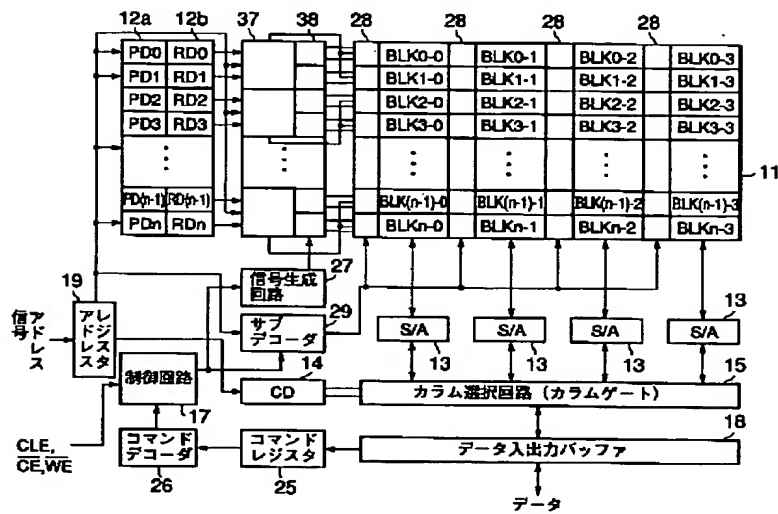 12a 12b 37 38 28 28 28 28
PD0 RD0 BLK0-0 BLK0-1 BLK0-2 BLK0-3
PD1 RD1 BLK1-0 BLK1-1 BLK1-2 BLK1-3
PD2 RD2 BLK2-0 BLK2-1 BLK2-2 BLK2-3
PD3 RD3 BLK3-0 BLK3-1 BLK3-2 BLK3-3
11
PD(n-1) RD(n-1) BLK(n-1)-0 BLK(n-1)-1 BLK(n-1)-2 BLK(n-1)-3
PDn RDn BLKn-0 BLKn-1 BLKn-2 BLKn-3
信号生成
回路
27
19
アドレス
信号
アドレス
レジスタ
サブ
デコーダ
29
S/A S/A S/A S/A
13 13 13 13
制御回路
17
14
CD
カラム選択回路 (カラムゲート)
15
CLE,
CE,WE
コマンド
デコーダ
26
コマンド
レジスタ
25
データ入出力バッファ
18
データ